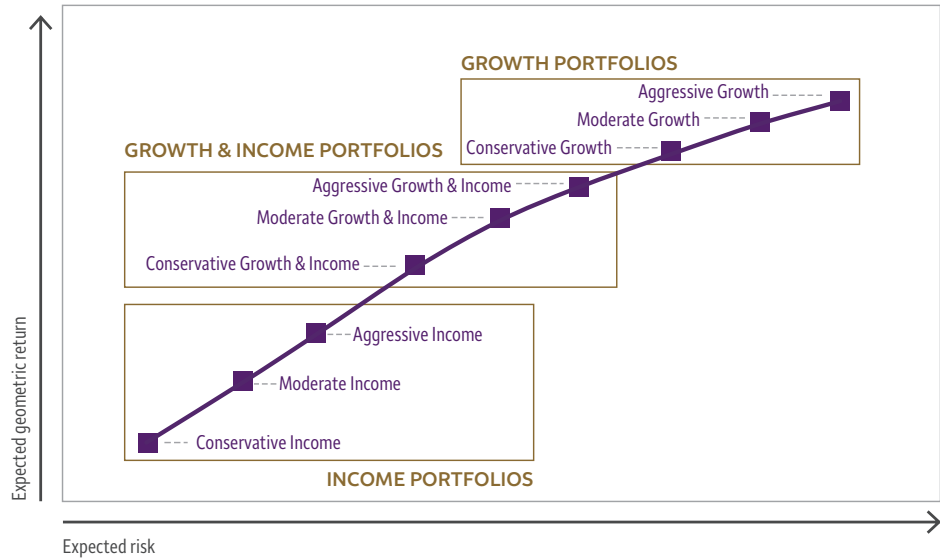 GROWTH PORTFOLIOS
Aggressive Growth
Moderate Growth
Conservative Growth
GROWTH & INCOME PORTFOLIOS
Aggressive Growth & Income
Moderate Growth & Income
Conservative Growth & Income
Aggressive Income
Moderate Income
Conservative Income
INCOME PORTFOLIOS
Expected geometric return
Expected risk